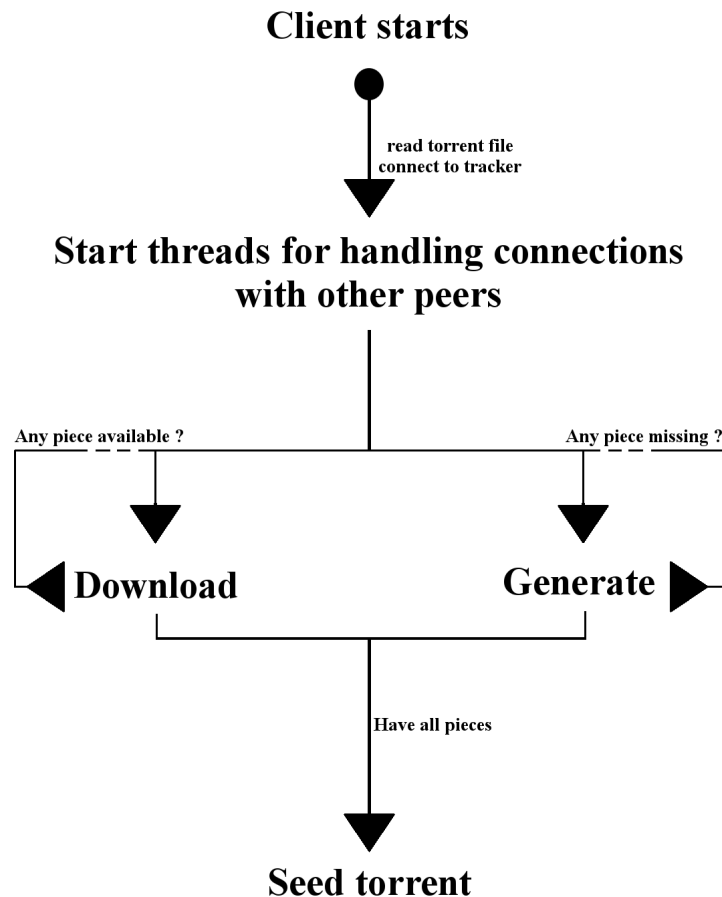 Client starts
read torrent file
connect to tracker
Start threads for handling connections
with other peers
Any piece available ?
Any piece missing ?
Download
Generate
Have all pieces
Seed torrent